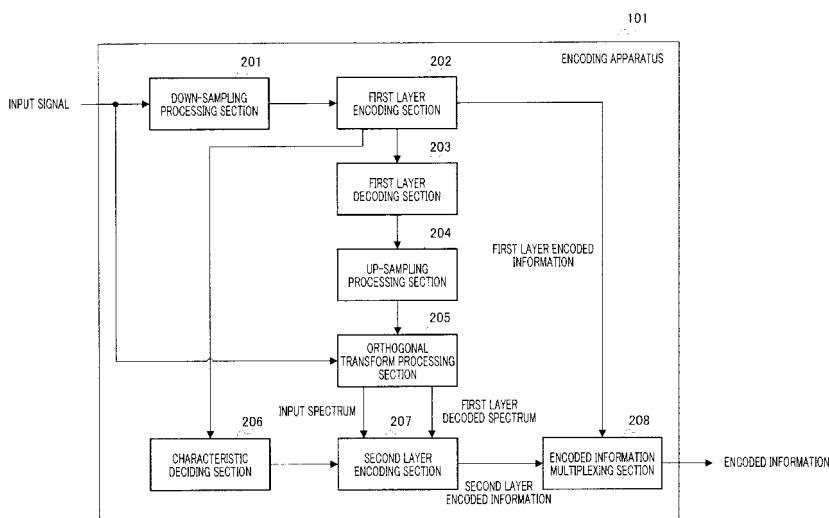 101
ENCODING APPARATUS
201
202
INPUT SIGNAL
DOWN-SAMPLING
PROCESSING SECTION
FIRST LAYER
ENCODING SECTION
203
FIRST LAYER
DECODING SECTION
204
UP-SAMPLING
PROCESSING SECTION
FIRST LAYER ENCODED
INFORMATION
205
ORTHOGONAL
TRANSFORM PROCESSING
SECTION
INPUT SPECTRUM
FIRST LAYER
DECODED SPECTRUM
206
207
208
CHARACTERISTIC
DECIDING SECTION
SECOND LAYER
ENCODING SECTION
ENCODED INFORMATION
MULTIPLEXING SECTION
ENCODED INFORMATION
SECOND LAYER
ENCODED INFORMATION